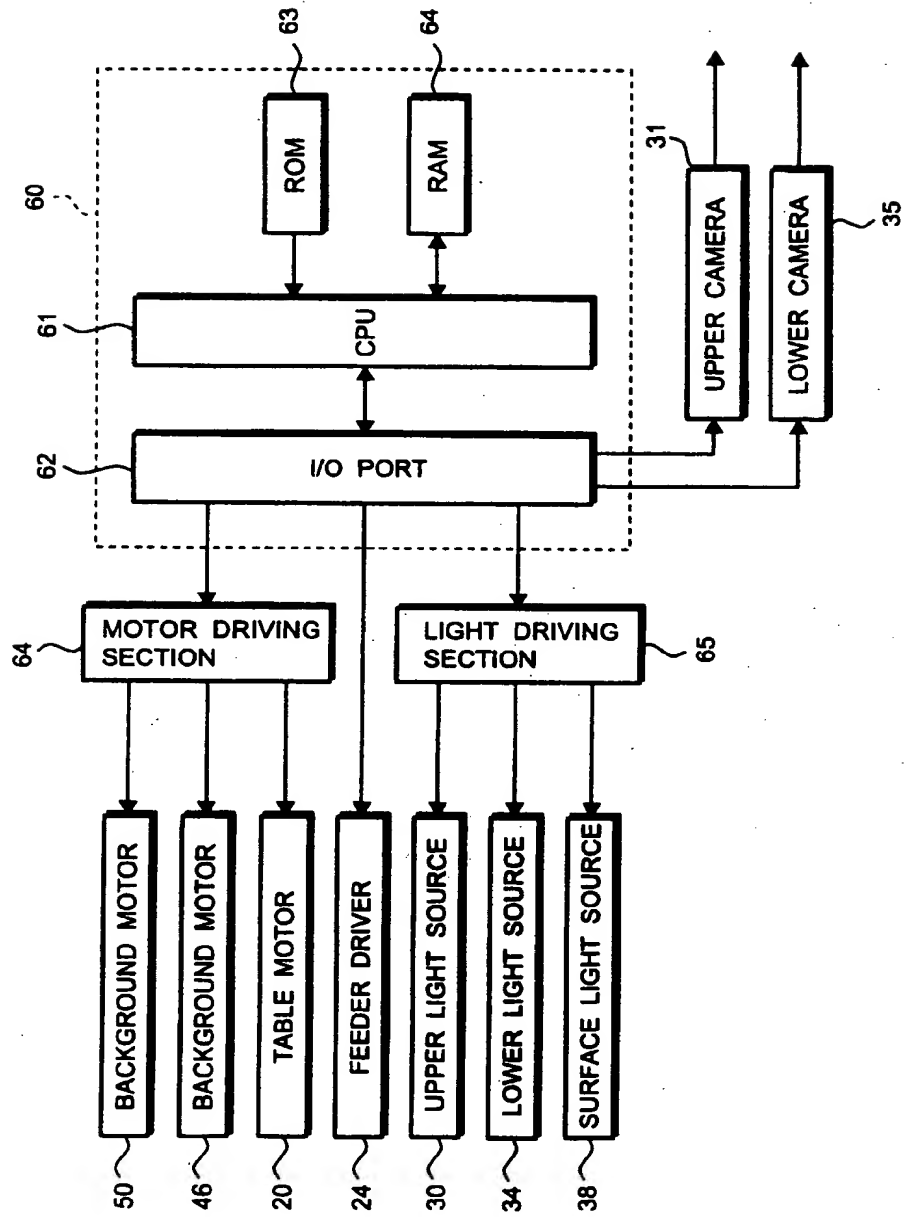 60
63
ROM
64
RAM
61
CPU
62
I/O PORT
31
UPPER CAMERA
LOWER CAMERA
35
64
MOTOR DRIVING
SECTION
LIGHT DRIVING
SECTION
65
BACKGROUND MOTOR
50
BACKGROUND MOTOR
46
TABLE MOTOR
20
FEEDER DRIVER
24
UPPER LIGHT SOURCE
30
LOWER LIGHT SOURCE
34
SURFACE LIGHT SOURCE
38